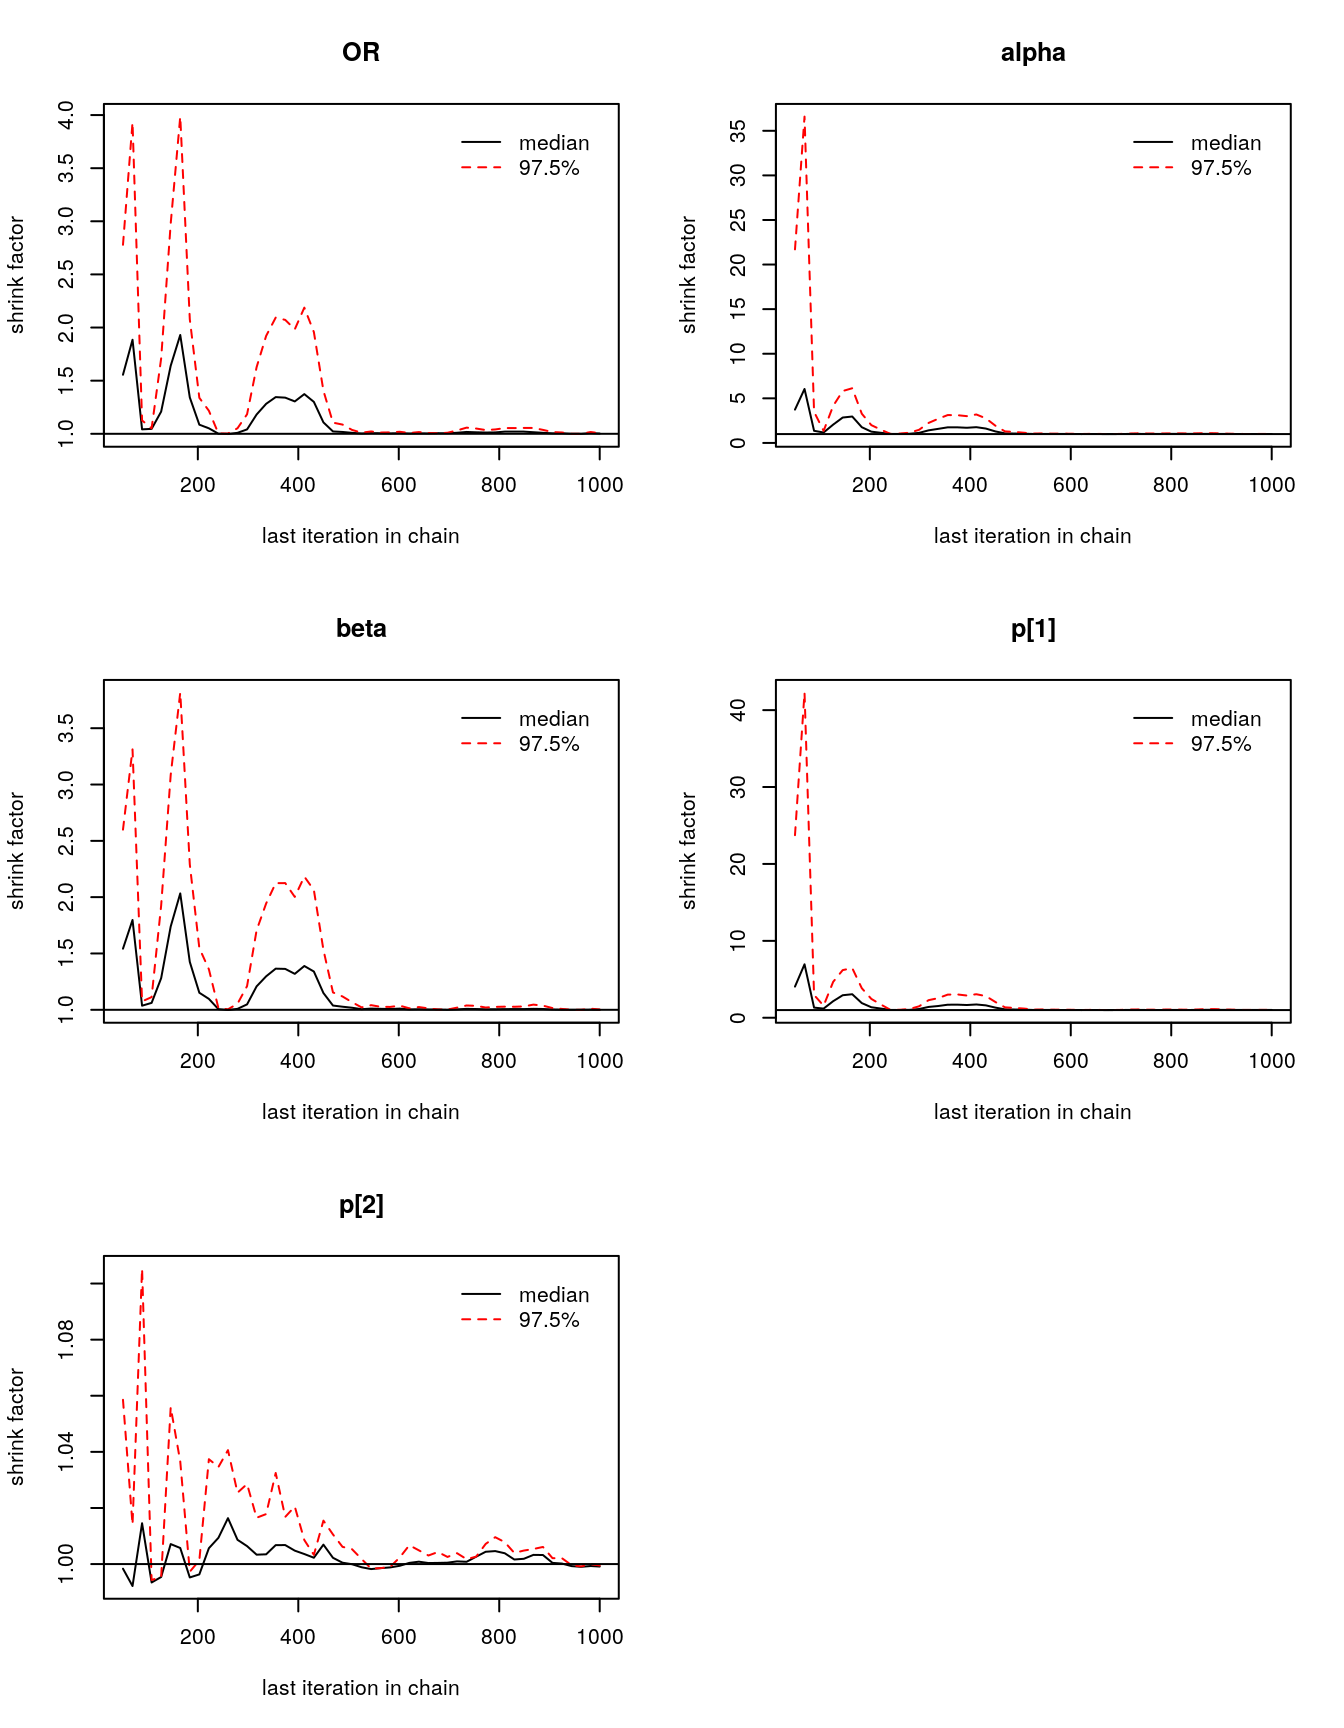 OR
shrink factor
4.0
3.5
3.0
2.5
2.0
1.5
1.0
median
97.5%
200 400 600 800 1000
last iteration in chain
alpha
shrink factor
35
30
25
20
15
10
5
0
median
97.5%
200 400 600 800 1000
last iteration in chain
beta
shrink factor
3.5
3.0
2.5
2.0
1.5
1.0
median
97.5%
200 400 600 800 1000
last iteration in chain
p[1]
shrink factor
40
30
20
10
0
median
97.5%
200 400 600 800 1000
last iteration in chain
p[2]
shrink factor
1.08
1.04
1.00
median
97.5%
200 400 600 800 1000
last iteration in chain